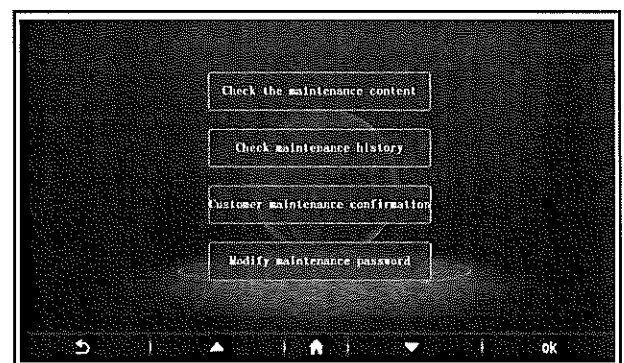 Check the maintenance content
Check maintenance history
Customer maintenance confirmation
Modify maintenance password
ok